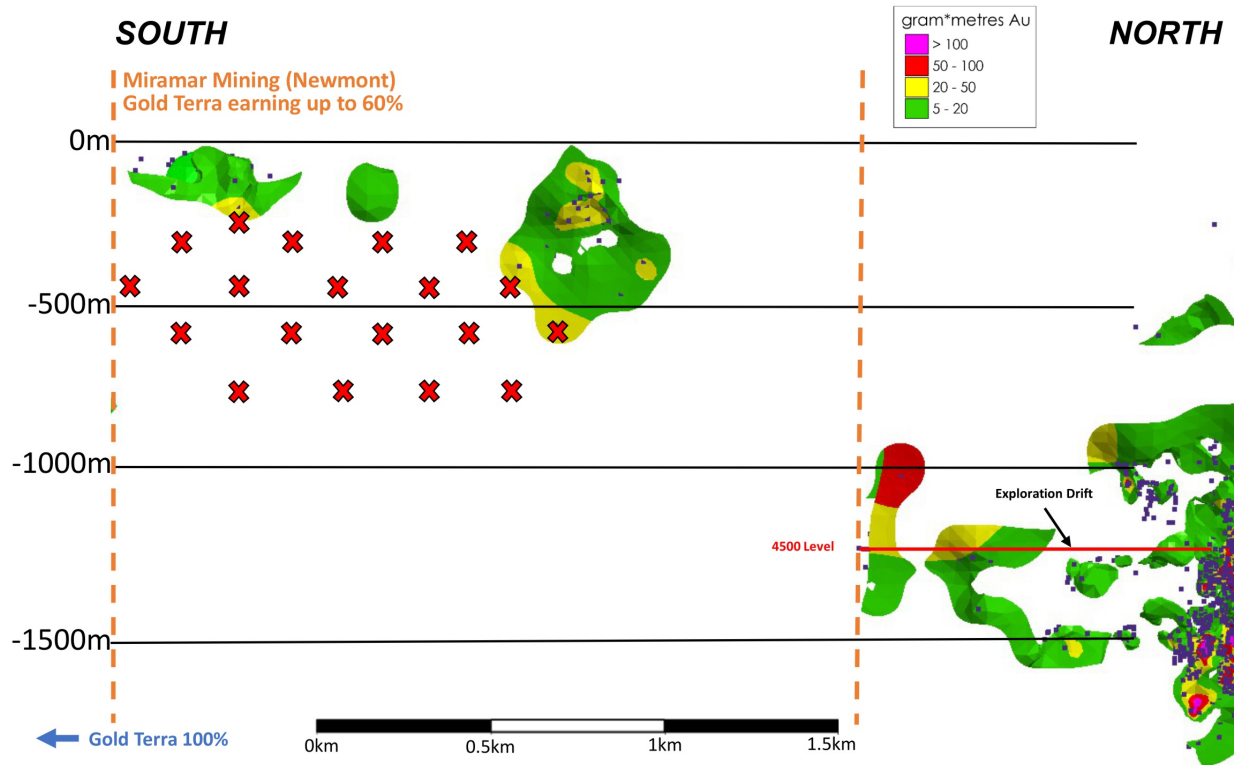 SOUTH
NORTH
gram*metres Au
> 100
50 - 100
20 - 50
5 - 20
Miramar Mining (Newmont)
Gold Terra earning up to 60%
0m
-500m
-1000m
Exploration Drift
4500 Level
-1500m
Gold Terra 100%
0km
0.5km
1km
1.5km